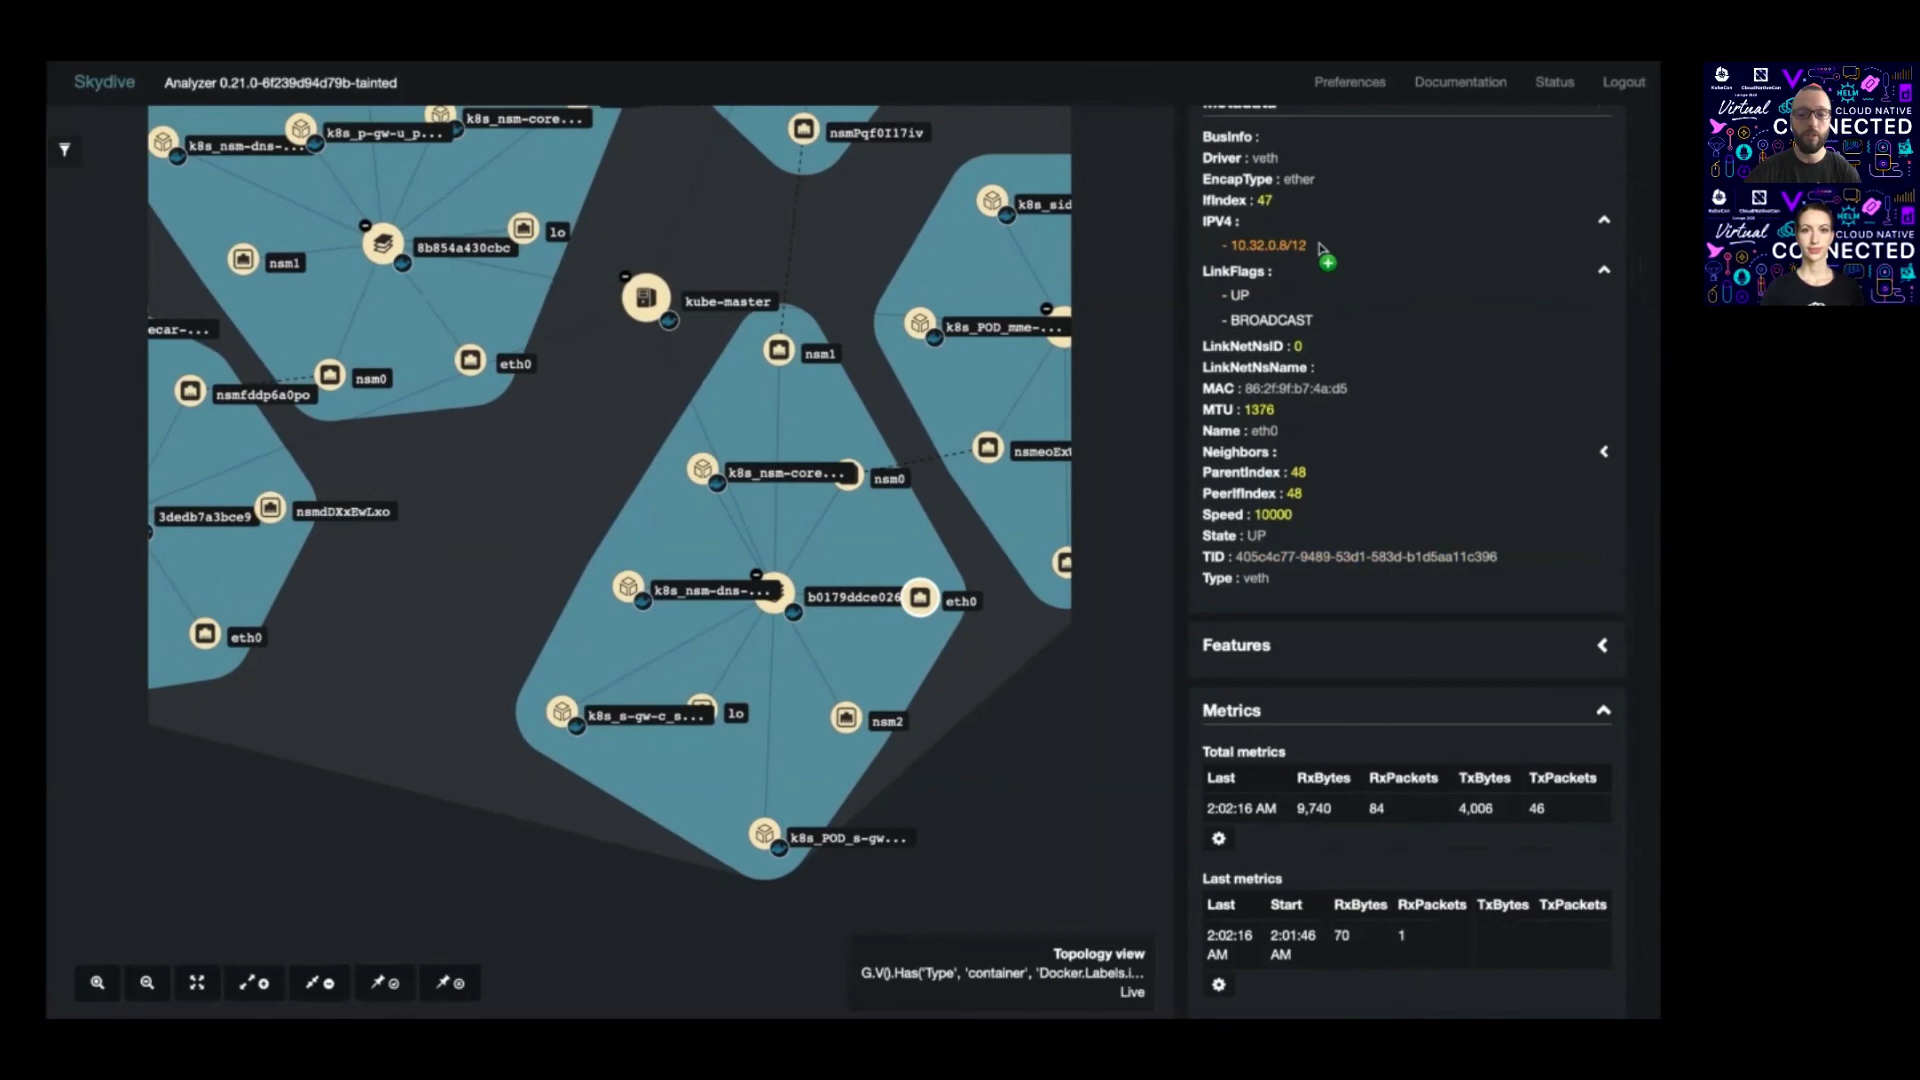 Skydive
Analyzer 0.21.0-6f239d94d79b-tainted
Preferences
Documentation
Status
Logout
k8s_nsm-dns-...
k8s_p-gw-u_p...
k8s_nsm-core...
nsmPqf0I17iv
k8s_sid
nsm1
8b854a430cbc
lo
kube-master
ecar-...
k8s_POD_mme-...
nsm1
nsmfddp6a0po
nsm0
eth0
k8s_nsm-core...
nsm0
3dedb7a3bce9
nsmdDXxEwLxo
k8s_nsm-dns-...
b0179ddce026
eth0
eth0
k8s_s-gw-c_s...
lo
nsm2
k8s_POD_s-gw...
Topology view
G.V().Has('Type', 'container', 'Docker.Labels.i...
Live
BusInfo :
Driver : veth
EncapType : ether
IfIndex : 47
IPV4 :
- 10.32.0.8/12
LinkFlags :
- UP
- BROADCAST
LinkNetNsID : 0
LinkNetNsName :
MAC : 86:2f:9f:b7:4a:d5
MTU : 1376
Name : eth0
Neighbors :
ParentIndex : 48
PeerIfIndex : 48
Speed : 10000
State : UP
TID : 405c4c77-9489-53d1-583d-b1d5aa11c396
Type : veth
Features
Metrics
Total metrics
Last RxBytes RxPackets TxBytes TxPackets
2:02:16 AM 9,740 84 4,006 46
Last metrics
Last Start RxBytes RxPackets TxBytes TxPackets
2:02:16 AM 2:01:46 AM 70 1
KubeCon
CloudNativeCon
HELM
Virtual
CLOUD NATIVE
CONNECTED
KubeCon
CloudNativeCon
HELM
Virtual
CLOUD NATIVE
CONNECTED